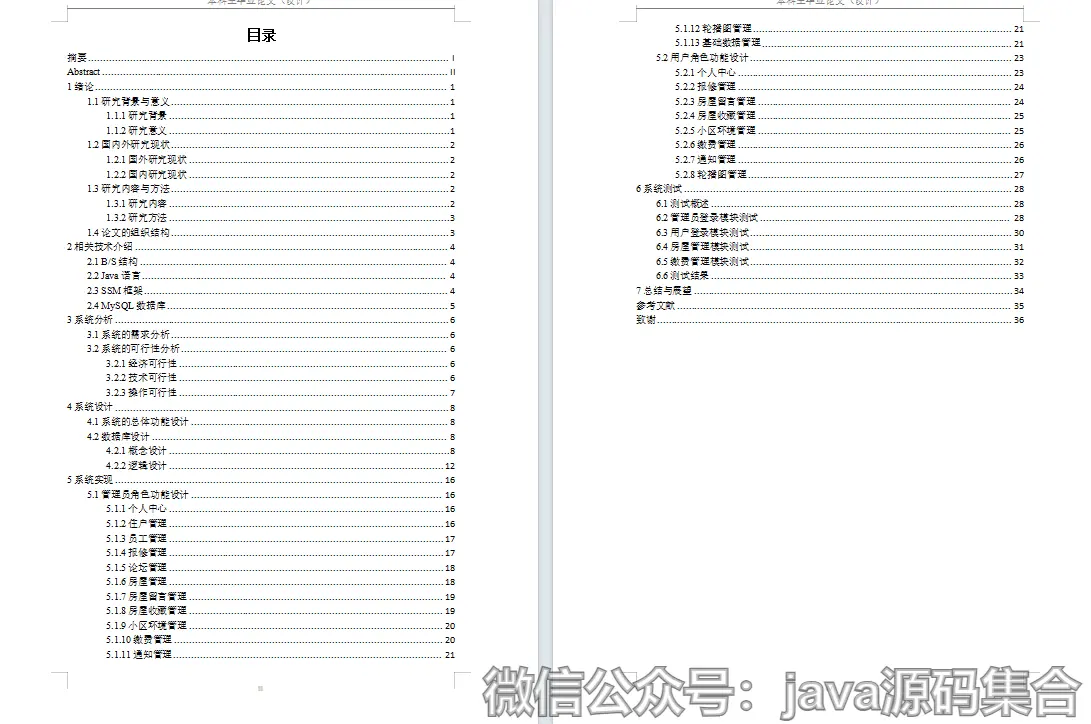 本科生毕业论文（设计）
目录
摘要 I
Abstract II
1 绪论 1
1.1 研究背景与意义 1
1.1.1 研究背景 1
1.1.2 研究意义 1
1.2 国内外研究现状 2
1.2.1 国外研究现状 2
1.2.2 国内研究现状 2
1.3 研究内容与方法 2
1.3.1 研究内容 2
1.3.2 研究方法 3
1.4 论文的组织结构 3
2 相关技术介绍 4
2.1 B/S 结构 4
2.2 Java 语言 4
2.3 SSM 框架 4
2.4 MySQL 数据库 5
3 系统分析 6
3.1 系统的需求分析 6
3.2 系统的可行性分析 6
3.2.1 经济可行性 6
3.2.2 技术可行性 6
3.2.3 操作可行性 7
4 系统设计 8
4.1 系统的总体功能设计 8
4.2 数据库设计 8
4.2.1 概念设计 8
4.2.2 逻辑设计 12
5 系统实现 16
5.1 管理员角色功能设计 16
5.1.1 个人中心 16
5.1.2 住户管理 16
5.1.3 员工管理 17
5.1.4 报修管理 17
5.1.5 论坛管理 18
5.1.6 房屋管理 18
5.1.7 房屋留言管理 19
5.1.8 房屋收藏管理 19
5.1.9 小区环境管理 20
5.1.10 缴费管理 20
5.1.11 通知管理 21
III
本科生毕业论文（设计）
5.1.12 轮播图管理 21
5.1.13 基础数据管理 21
5.2 用户角色功能设计 23
5.2.1 个人中心 23
5.2.2 报修管理 24
5.2.3 房屋留言管理 24
5.2.4 房屋收藏管理 25
5.2.5 小区环境管理 25
5.2.6 缴费管理 26
5.2.7 通知管理 26
5.2.8 轮播图管理 27
6 系统测试 28
6.1 测试概述 28
6.2 管理员登录模块测试 28
6.3 用户登录模块测试 30
6.4 房屋管理模块测试 31
6.5 缴费管理模块测试 32
6.6 测试结果 33
7 总结与展望 34
参考文献 35
致谢 36
微信公众号：java源码集合